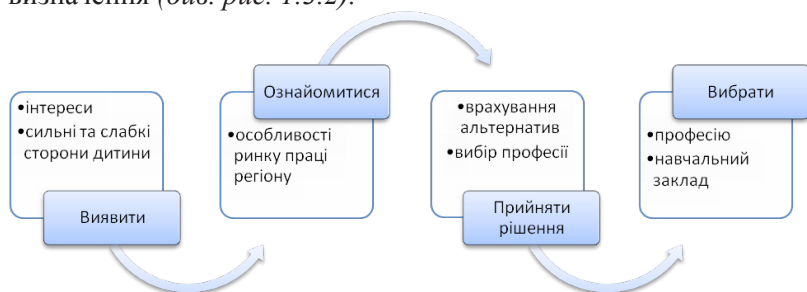 визначення (див. рис. 1.3.2).
•інтереси
•сильні та слабкі
сторони дитини
Виявити
Ознайомитися
•особливості
ринку праці
регіону
•врахування
альтернатив
•вибір професії
Прийняти
рішення
Вибрати
•професію
•навчальний
заклад